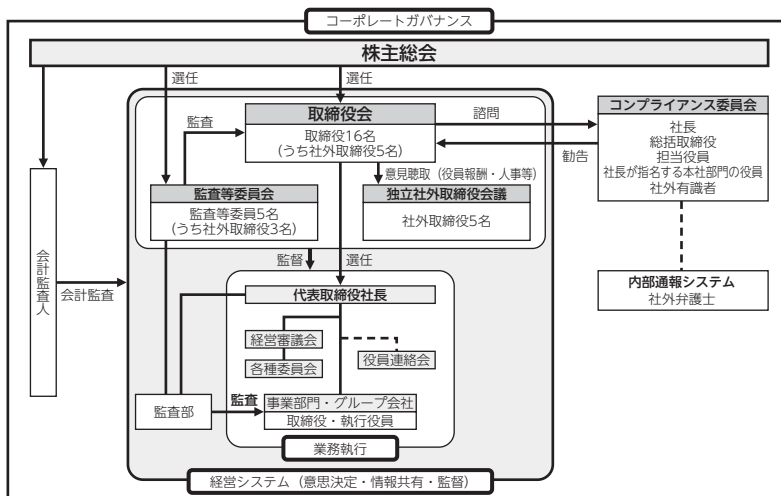 コーポレートガバナンス
株主総会
選任
選任
取締役会
取締役16名
(うち社外取締役5名)
監査
諮問
勧告
コンプライアンス委員会
社長
総括取締役
担当役員
社長が指名する本社部門の役員
社外有識者
意見聴取(役員報酬・人事等)
監査等委員会
監査等委員5名
(うち社外取締役3名)
独立社外取締役会議
社外取締役5名
会計監査人
会計監査
監督
選任
内部通報システム
社外弁護士
代表取締役社長
経営審議会
各種委員会
役員連絡会
監査部
監査
事業部門・グループ会社
取締役・執行役員
業務執行
経営システム(意思決定・情報共有・監督)